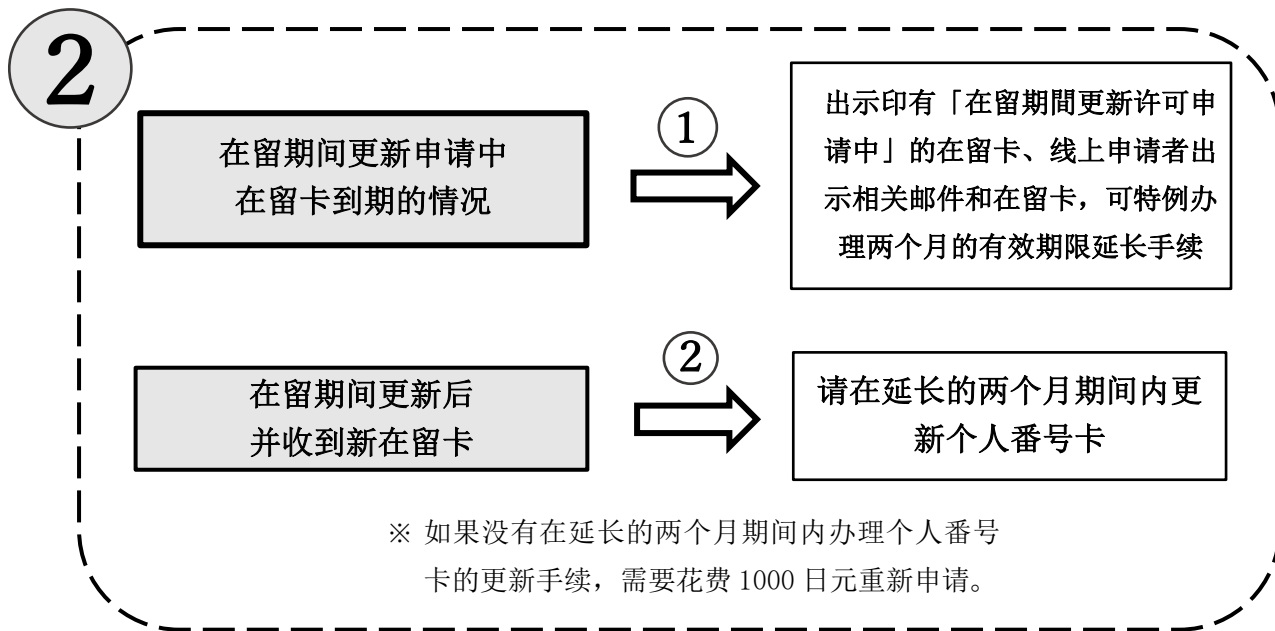 2
在留期间更新申请中
在留卡到期的情况
①
出示印有「在留期間更新许可申
请中」的在留卡、线上申请者出
示相关邮件和在留卡，可特例办
理两个月的有效期限延长手续
在留期间更新后
并收到新在留卡
②
请在延长的两个月期间内更
新个人番号卡
※ 如果没有在延长的两个月期间内办理个人番号
卡的更新手续，需要花费 1000 日元重新申请。